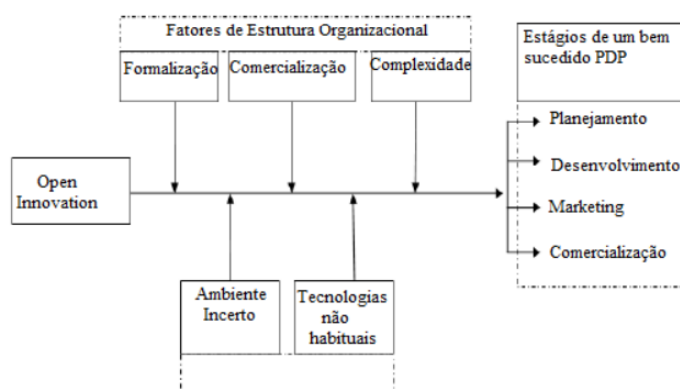 Fatores de Estrutura Organizacional
Formalização
Comercialização
Complexidade
Estágios de um bem
sucedido PDP
Planejamento
Desenvolvimento
Marketing
Comercialização
Open
Innovation
Ambiente
Incerto
Tecnologias
não
habituais